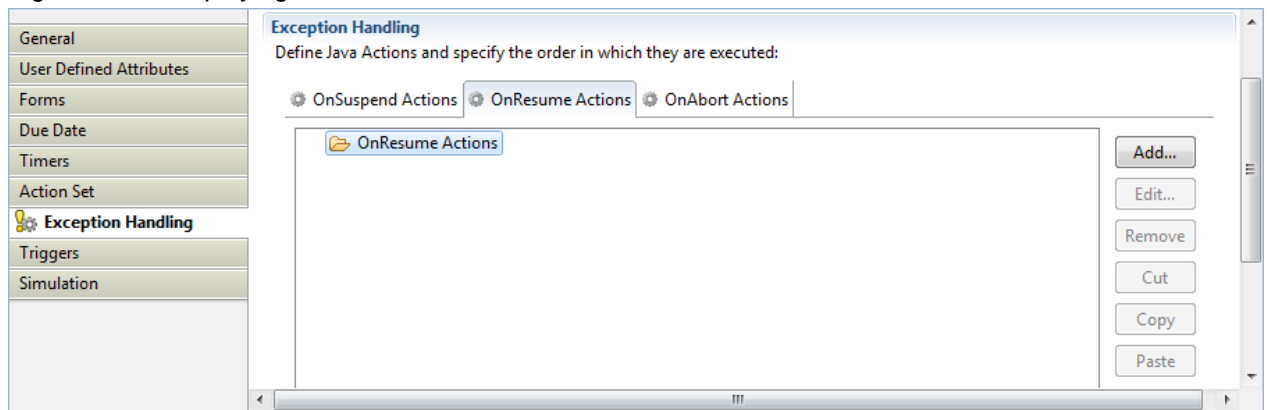 General
User Defined Attributes
Forms
Due Date
Timers
Action Set
Exception Handling
Triggers
Simulation
Exception Handling
Define Java Actions and specify the order in which they are executed:
OnSuspend Actions OnResume Actions OnAbort Actions
OnResume Actions
Add...
Edit...
Remove
Cut
Copy
Paste